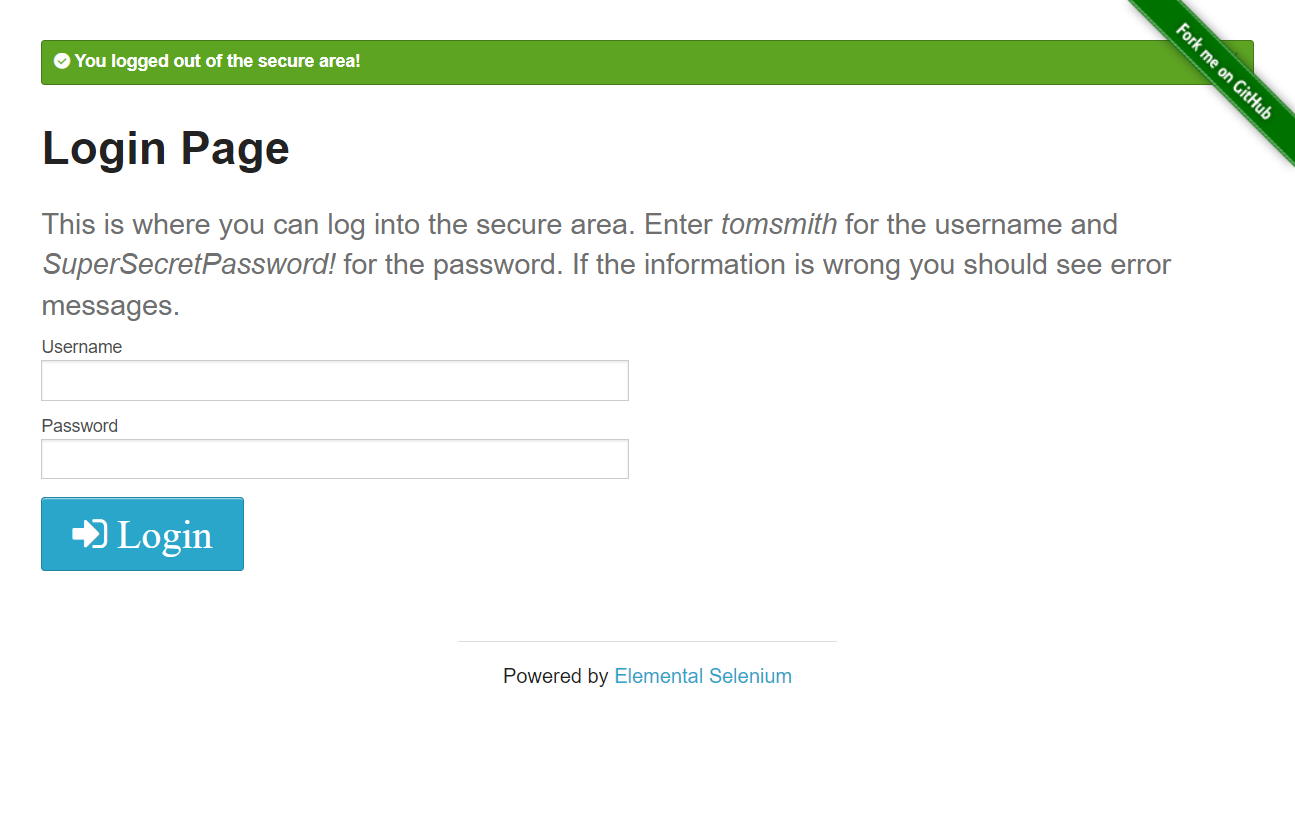 You logged out of the secure area!
Fork me on GitHub
Login Page
This is where you can log into the secure area. Enter tomsmith for the username and
SuperSecretPassword! for the password. If the information is wrong you should see error
messages.
Username
Password
Login
Powered by Elemental Selenium